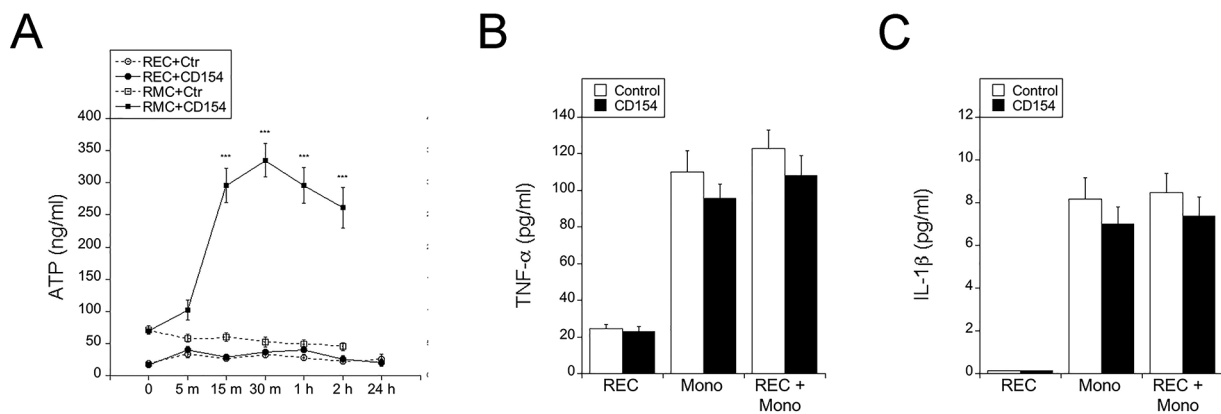 A
REC+Ctr
REC+CD154
RMC+Ctr
RMC+CD154
400
350
300
250
200
150
100
50
0
ATP (ng/ml)
***
***
***
***
0
5 m
15 m
30 m
1 h
2 h
24 h
B
Control
CD154
140
120
100
80
60
40
20
0
TNF-α (pg/ml)
REC
Mono
REC +
Mono
C
Control
CD154
12
10
8
6
4
2
0
IL-1β (pg/ml)
REC
Mono
REC +
Mono